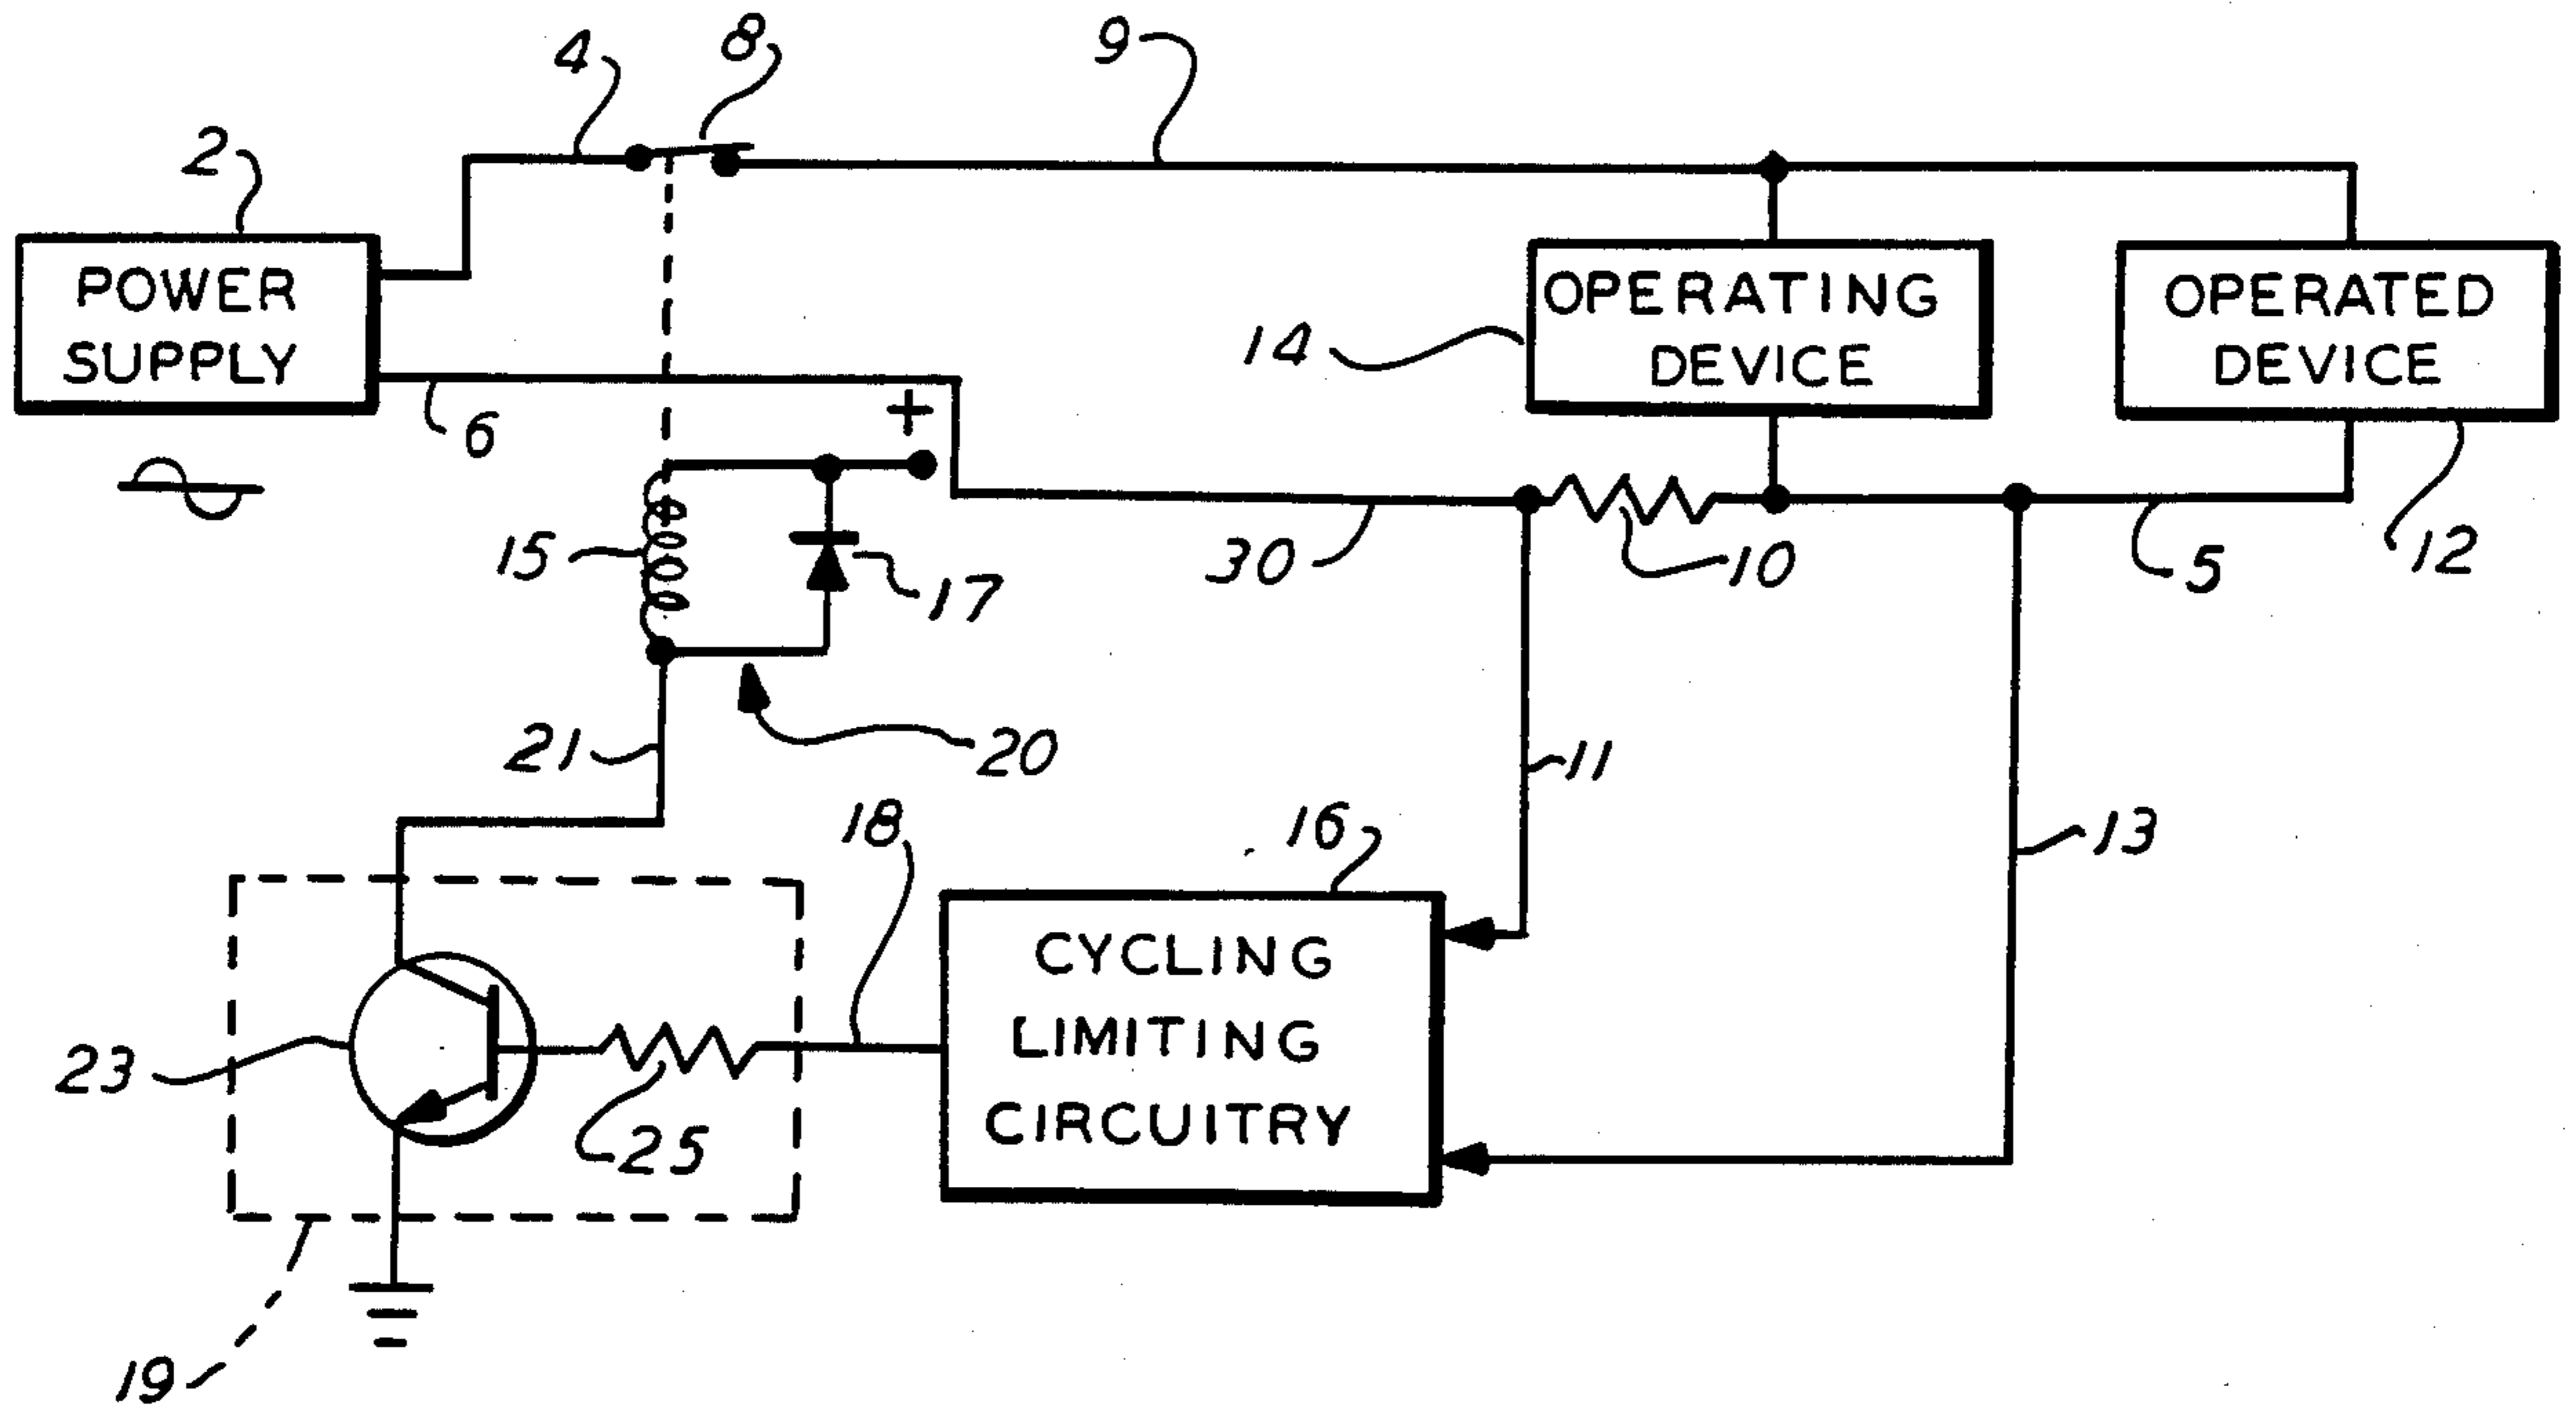 4
8
9
2
POWER
SUPPLY
OPERATING
DEVICE
OPERATED
DEVICE
14
6
+
15
17
30
10
5
12
21
20
11
18
16
13
CYCLING
LIMITING
CIRCUITRY
23
25
19